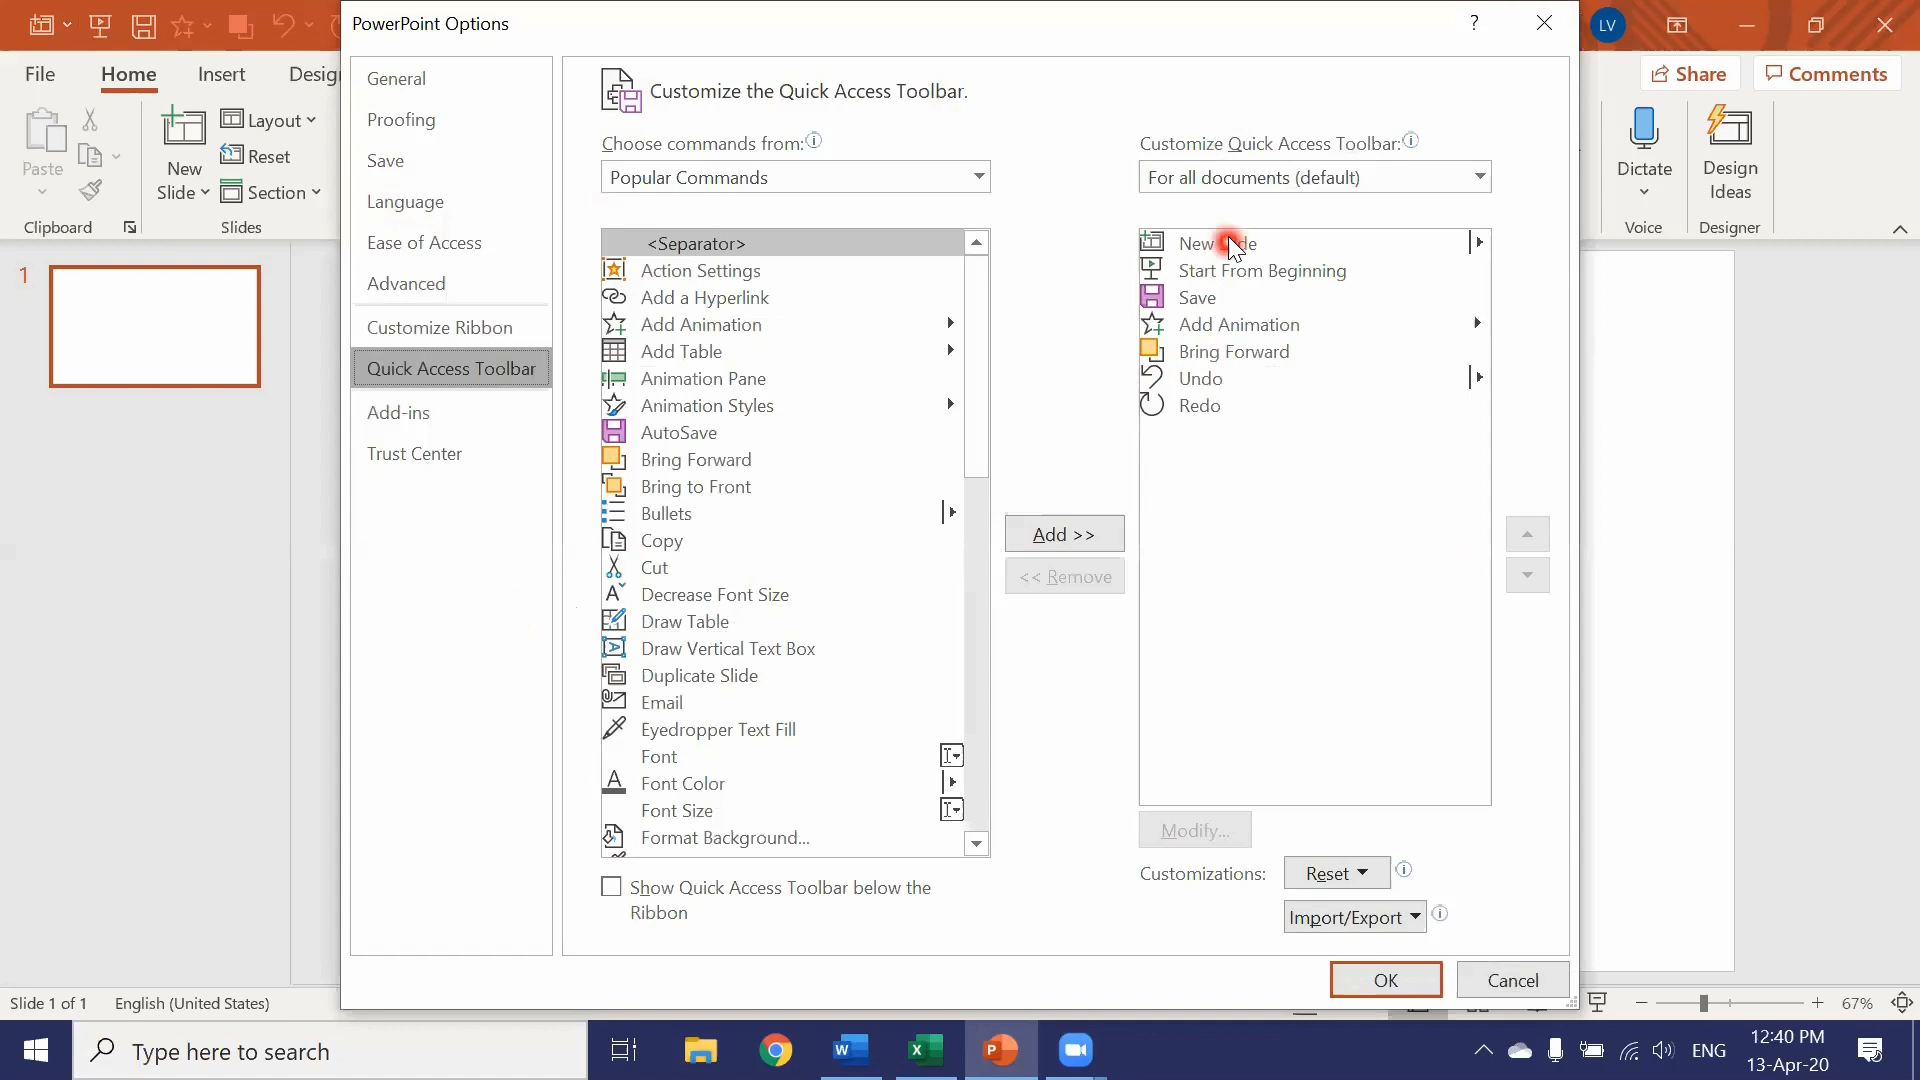 PowerPoint Options
?
LV
File
Home
Insert
Share
Comments
Paste
New
Slide
Layout
Reset
Section
Clipboard
Slides
Dictate
Design
Ideas
Voice
Designer
1
General
Proofing
Save
Language
Ease of Access
Advanced
Customize Ribbon
Quick Access Toolbar
Add-ins
Trust Center
Customize the Quick Access Toolbar.
Choose commands from:
Popular Commands
<Separator>
Action Settings
Add a Hyperlink
Add Animation
Add Table
Animation Pane
Animation Styles
AutoSave
Bring Forward
Bring to Front
Bullets
Copy
Cut
Decrease Font Size
Draw Table
Draw Vertical Text Box
Duplicate Slide
Email
Eyedropper Text Fill
Font
Font Color
Font Size
Format Background...
Show Quick Access Toolbar below the
Ribbon
Add >>
<< Remove
Customize Quick Access Toolbar:
For all documents (default)
New
Start From Beginning
Save
Add Animation
Bring Forward
Undo
Redo
Modify...
Customizations:
Reset
Import/Export
OK
Cancel
Slide 1 of 1
English (United States)
67%
Type here to search
ENG
12:40 PM
13-Apr-20